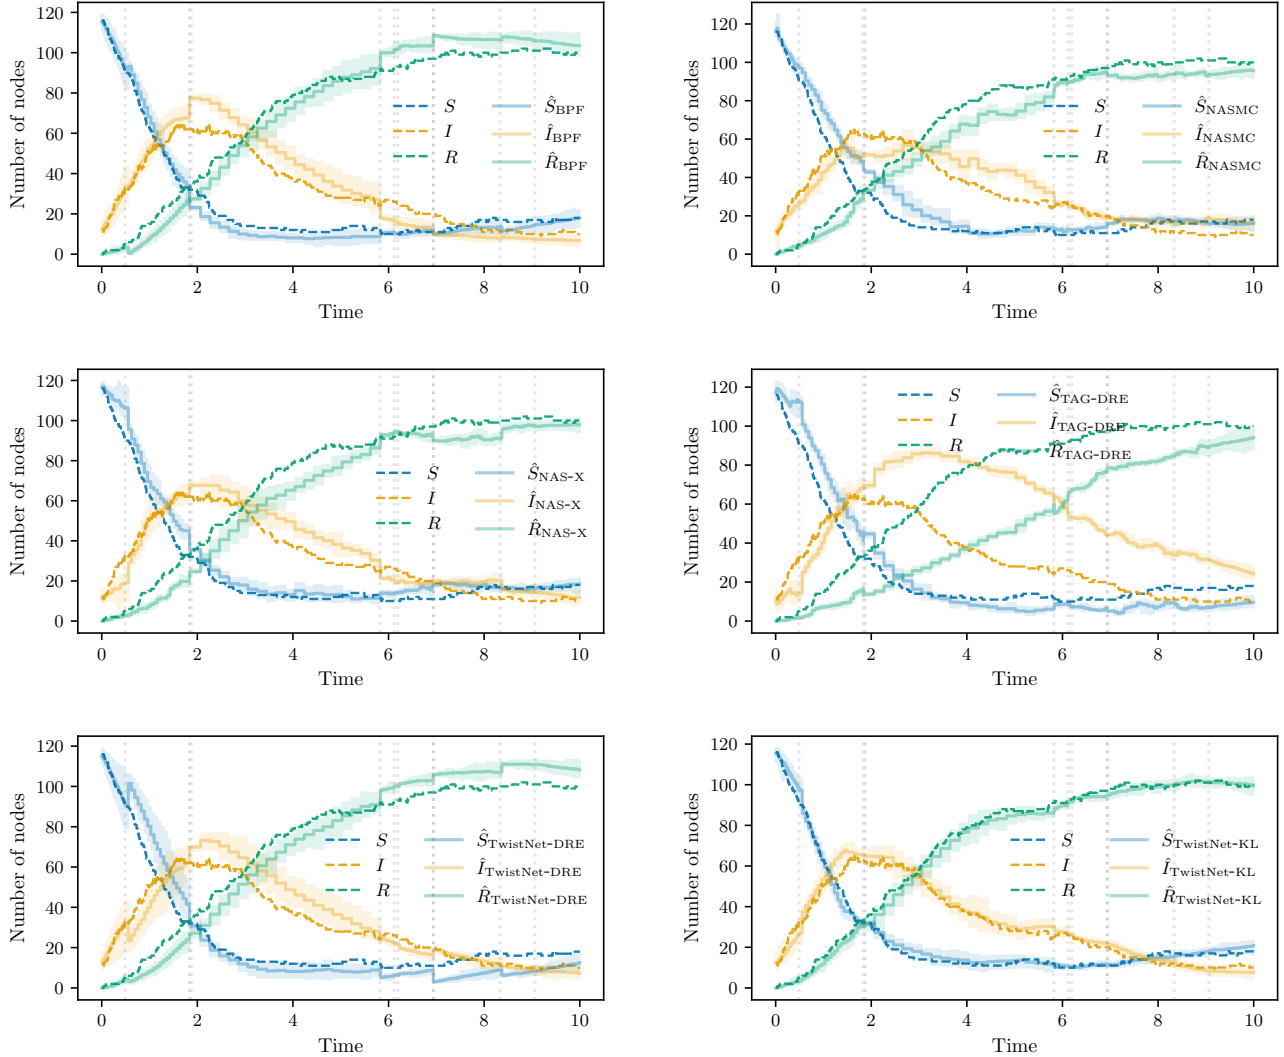 120
100
80
60
40
20
0
Number of nodes
S Ŝ_BPF
I Î_BPF
R R̂_BPF
0 2 4 6 8 10
Time
120
100
80
60
40
20
0
Number of nodes
S Ŝ_NASMC
I Î_NASMC
R R̂_NASMC
0 2 4 6 8 10
Time
120
100
80
60
40
20
0
Number of nodes
S Ŝ_NAS-X
I Î_NAS-X
R R̂_NAS-X
0 2 4 6 8 10
Time
120
100
80
60
40
20
0
Number of nodes
S Ŝ_TAG-DRE
I Î_TAG-DRE
R R̂_TAG-DRE
0 2 4 6 8 10
Time
120
100
80
60
40
20
0
Number of nodes
S Ŝ_TwistNet-DRE
I Î_TwistNet-DRE
R R̂_TwistNet-DRE
0 2 4 6 8 10
Time
120
100
80
60
40
20
0
Number of nodes
S Ŝ_TwistNet-KL
I Î_TwistNet-KL
R R̂_TwistNet-KL
0 2 4 6 8 10
Time